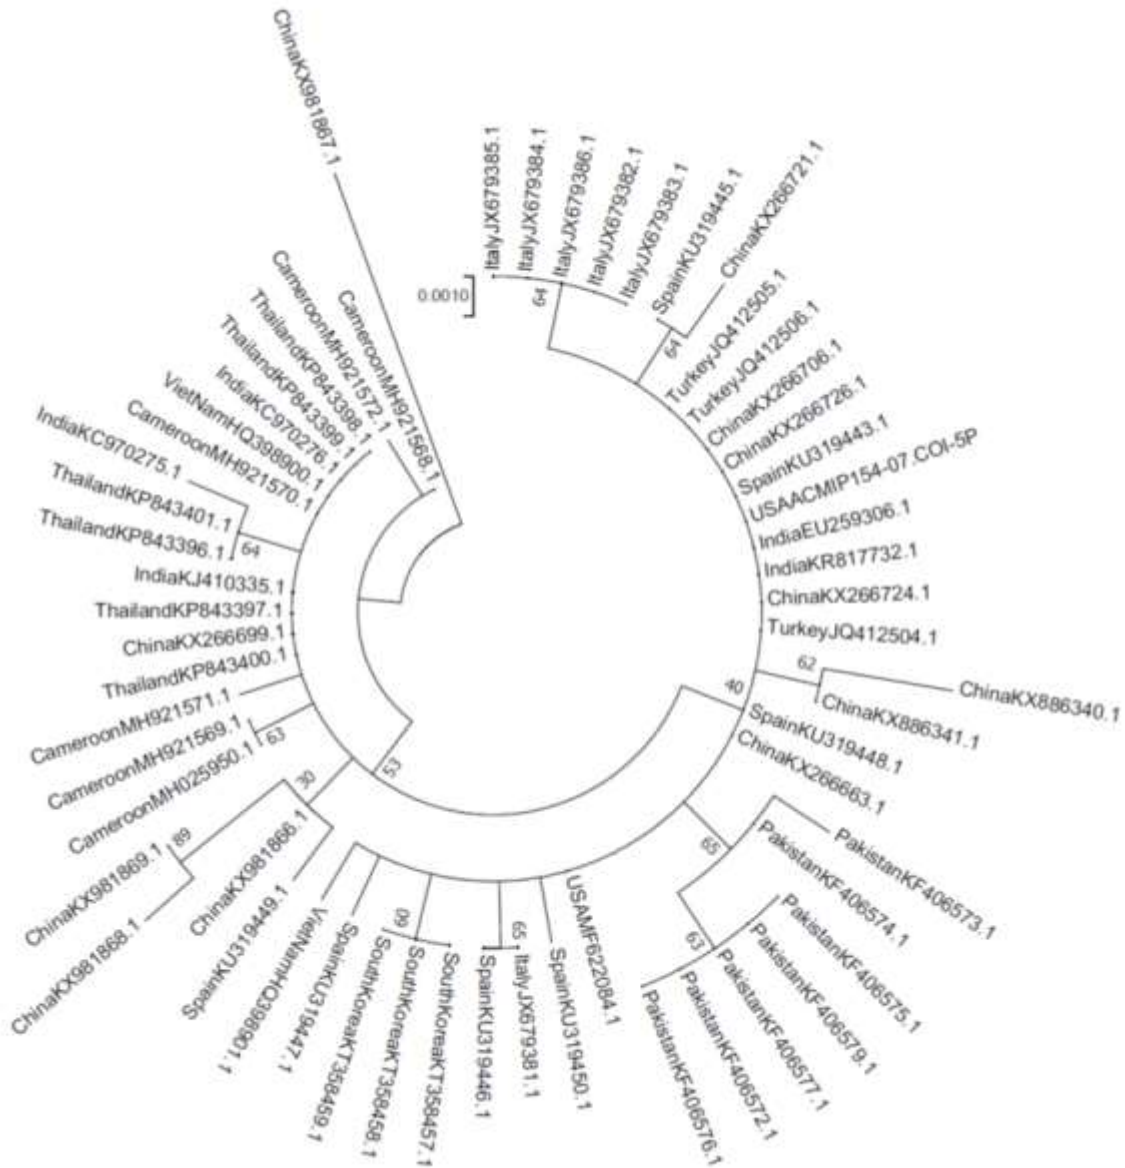 ChinaKX981867.1
ItalyJX679385.1
ItalyJX679384.1
ItalyJX679386.1
ItalyJX679382.1
ItalyJX679383.1
SpainKU319445.1
ChinaKX266721.1
TurkeyJQ412505.1
TurkeyJQ412506.1
ChinaKX266706.1
ChinaKX266726.1
SpainKU319443.1
USAACMIP154-07.COI-5P
IndiaEU259306.1
IndiaKR817732.1
ChinaKX266724.1
TurkeyJQ412504.1
ChinaKX886340.1
ChinaKX886341.1
SpainKU319448.1
ChinaKX266663.1
PakistanKF406573.1
PakistanKF406574.1
PakistanKF406575.1
PakistanKF406579.1
PakistanKF406577.1
PakistanKF406572.1
PakistanKF406576.1
USAMF622084.1
SpainKU319450.1
ItalyJX679381.1
SpainKU319446.1
SouthKoreaKT358457.1
SouthKoreaKT358458.1
SouthKoreaKT358459.1
SpainKU319447.1
VietNamHQ398901.1
SpainKU319449.1
ChinaKX981866.1
ChinaKX981868.1
ChinaKX981869.1
CameroonMH025950.1
CameroonMH921569.1
CameroonMH921571.1
ThailandKP843400.1
ChinaKX266699.1
ThailandKP843397.1
IndiaKJ410335.1
ThailandKP843396.1
ThailandKP843401.1
IndiaKC970275.1
CameroonMH921570.1
VietNamHQ398900.1
IndiaKC970276.1
ThailandKP843399.1
ThailandKP843398.1
CameroonMH921572.1
CameroonMH921568.1
0.0010
64
64
62
40
65
63
65
60
53
30
89
63
64